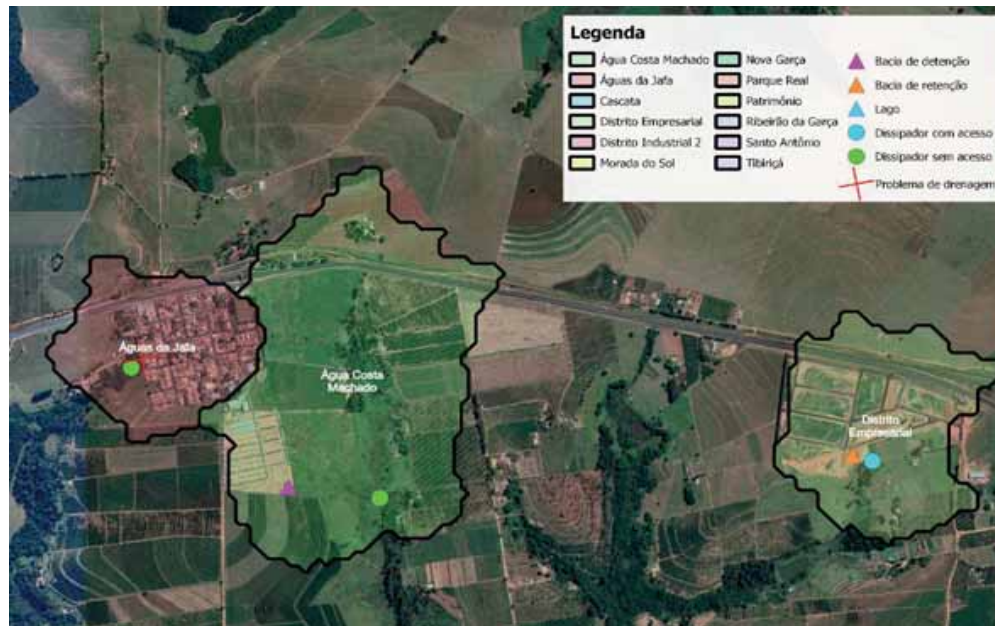 Legenda
Água Costa Machado
Águas da Jafa
Cascata
Distrito Empresarial
Distrito Industrial 2
Morada do Sol
Nova Garça
Parque Real
Patrimônio
Ribeirão da Garça
Santo Antônio
Tibiriçá
Bacia de detenção
Bacia de retenção
Lago
Dissipador com acesso
Dissipador sem acesso
Problema de drenagem
Águas da Jafa
Água Costa
Machado
Distrito
Empresarial